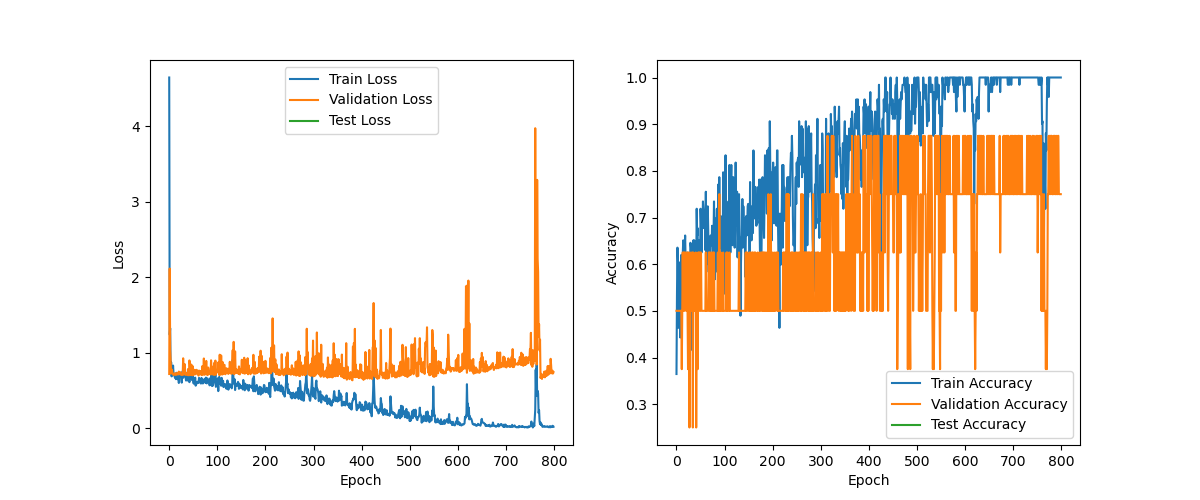 Train Loss
Validation Loss
Test Loss
4
3
2
1
0
Loss
0 100 200 300 400 500 600 700 800
Epoch
1.0
0.9
0.8
0.7
0.6
0.5
0.4
0.3
Accuracy
Train Accuracy
Validation Accuracy
Test Accuracy
0 100 200 300 400 500 600 700 800
Epoch